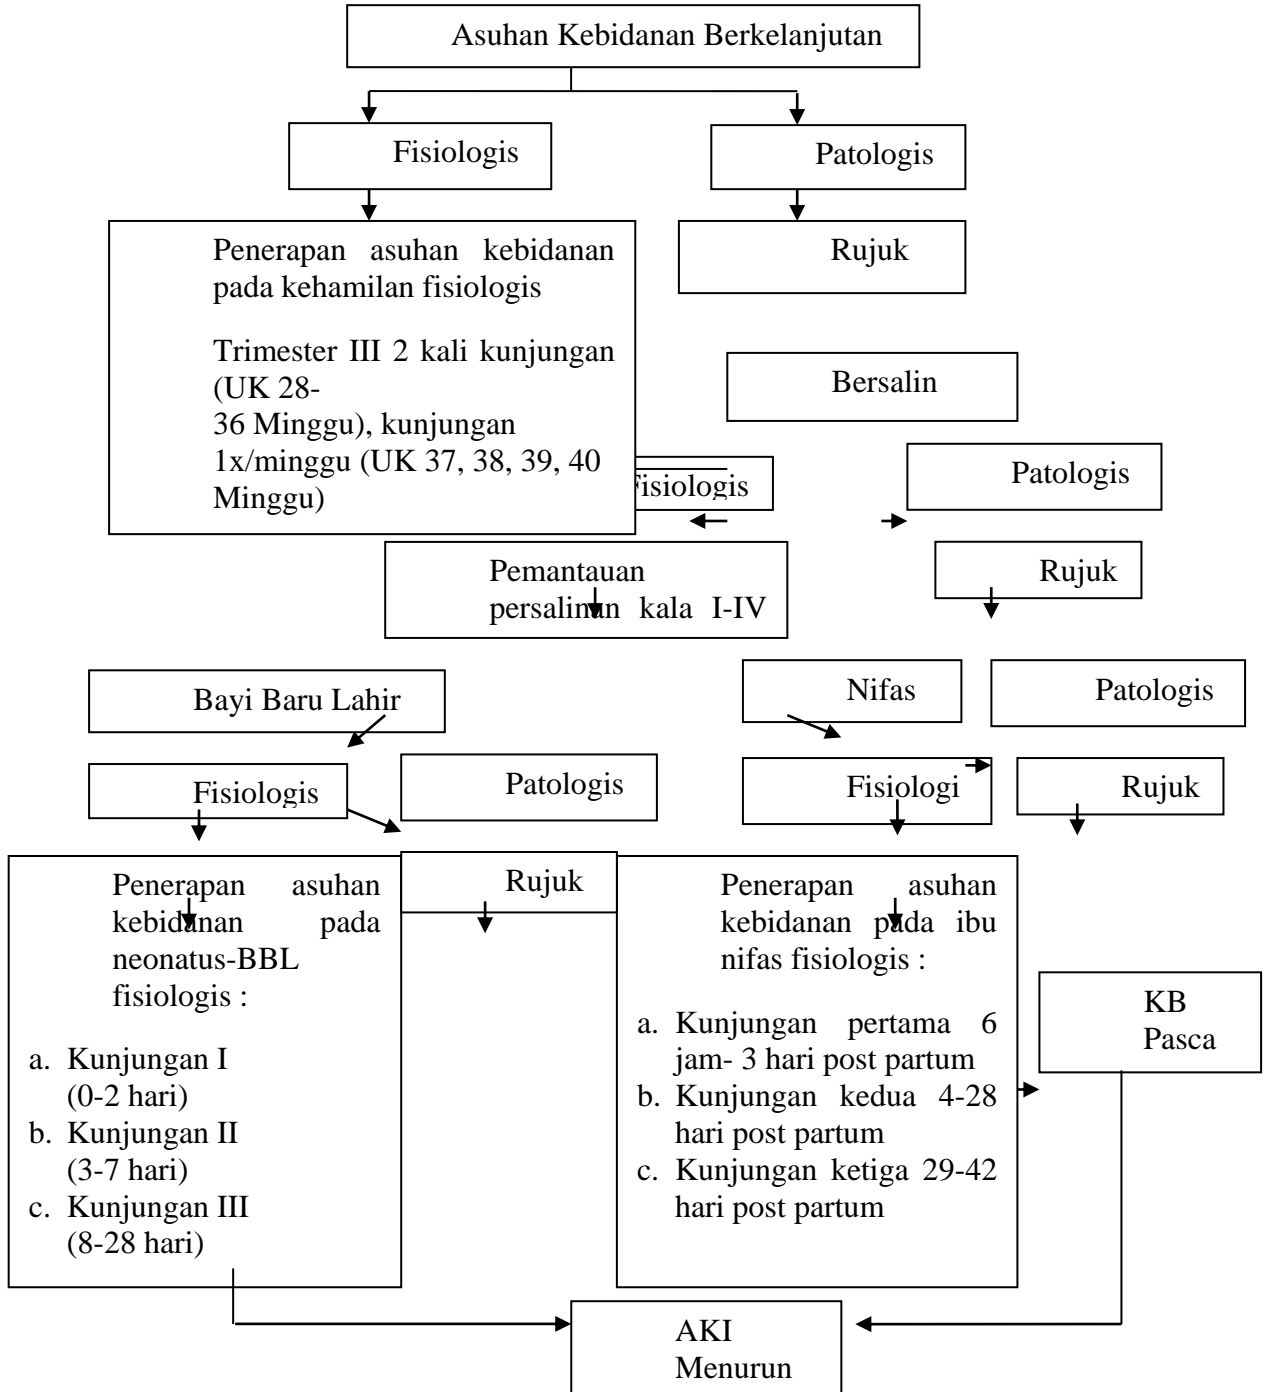 Asuhan Kebidanan Berkelanjutan
Fisiologis
Patologis
Penerapan asuhan kebidanan
pada kehamilan fisiologis
Trimester III 2 kali kunjungan
(UK 28-
36 Minggu), kunjungan
1x/minggu (UK 37, 38, 39, 40
Minggu)
Rujuk
Bersalin
Fisiologis
Patologis
Pemantauan
persalinan kala I-IV
Rujuk
Bayi Baru Lahir
Nifas
Patologis
Fisiologis
Patologis
Fisiologi
Rujuk
Penerapan asuhan
kebidanan pada
neonatus-BBL
fisiologis :
a. Kunjungan I
(0-2 hari)
b. Kunjungan II
(3-7 hari)
c. Kunjungan III
(8-28 hari)
Rujuk
Penerapan asuhan
kebidanan pada ibu
nifas fisiologis :
a. Kunjungan pertama 6
jam- 3 hari post partum
b. Kunjungan kedua 4-28
hari post partum
c. Kunjungan ketiga 29-42
hari post partum
KB
Pasca
AKI
Menurun